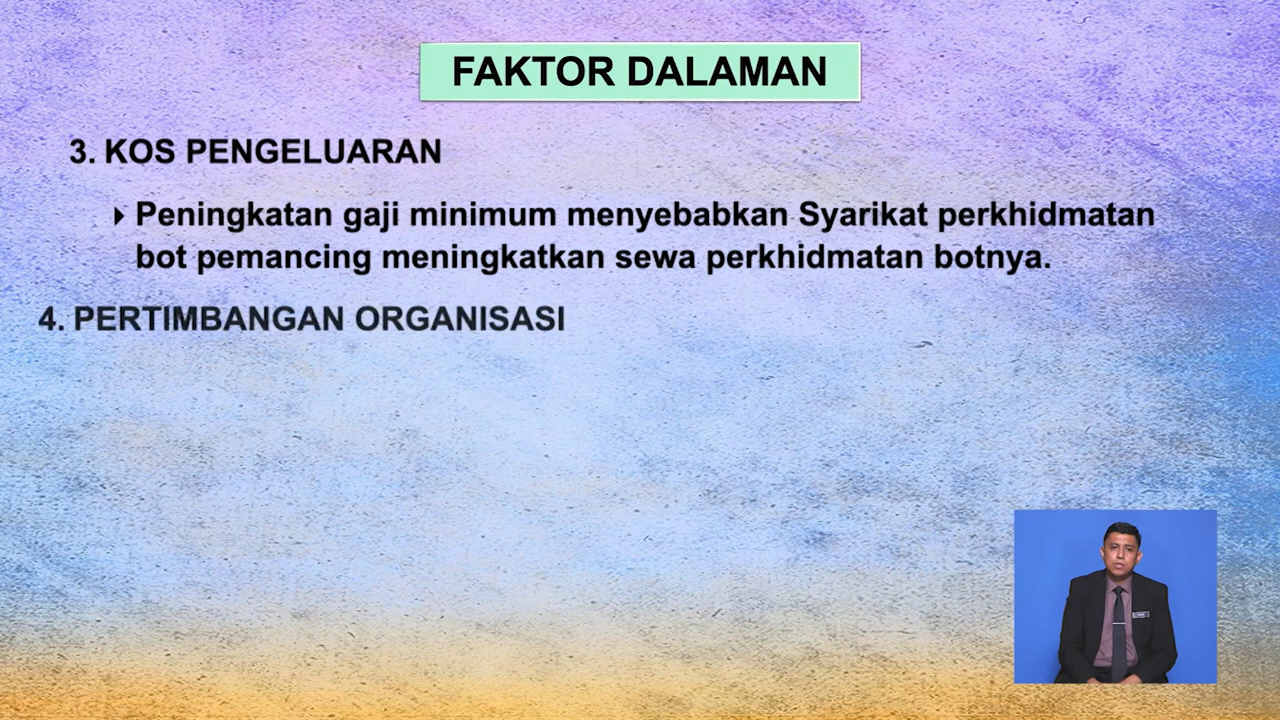 FAKTOR DALAMAN
3. KOS PENGELUARAN
Peningkatan gaji minimum menyebabkan Syarikat perkhidmatan
bot pemancing meningkatkan sewa perkhidmatan botnya.
4. PERTIMBANGAN ORGANISASI